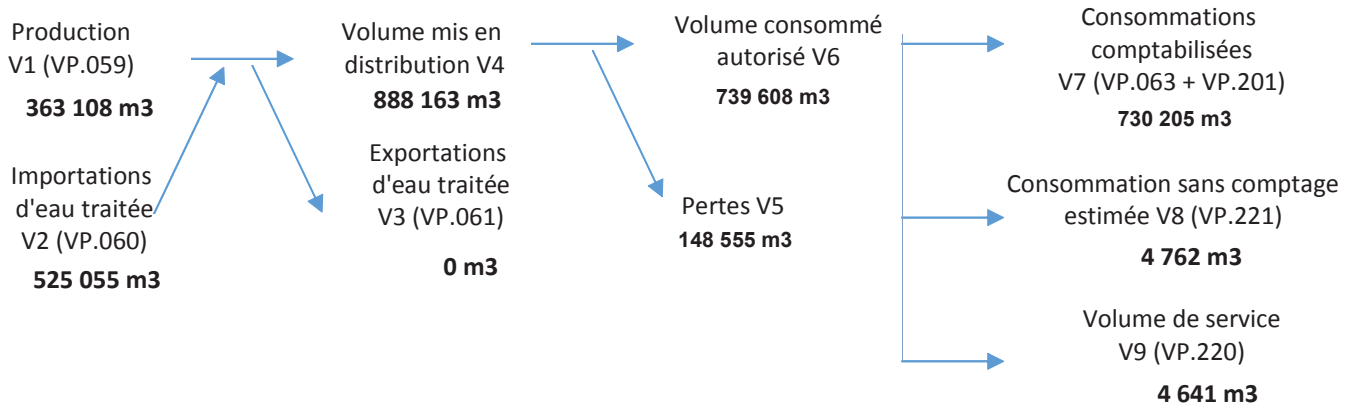 Production
V1 (VP.059)
363 108 m3
Importations
d'eau traitée
V2 (VP.060)
525 055 m3
Volume mis en
distribution V4
888 163 m3
Exportations
d'eau traitée
V3 (VP.061)
0 m3
Volume consommé
autorisé V6
739 608 m3
Pertes V5
148 555 m3
Consommations
comptabilisées
V7 (VP.063 + VP.201)
730 205 m3
Consommation sans comptage
estimée V8 (VP.221)
4 762 m3
Volume de service
V9 (VP.220)
4 641 m3